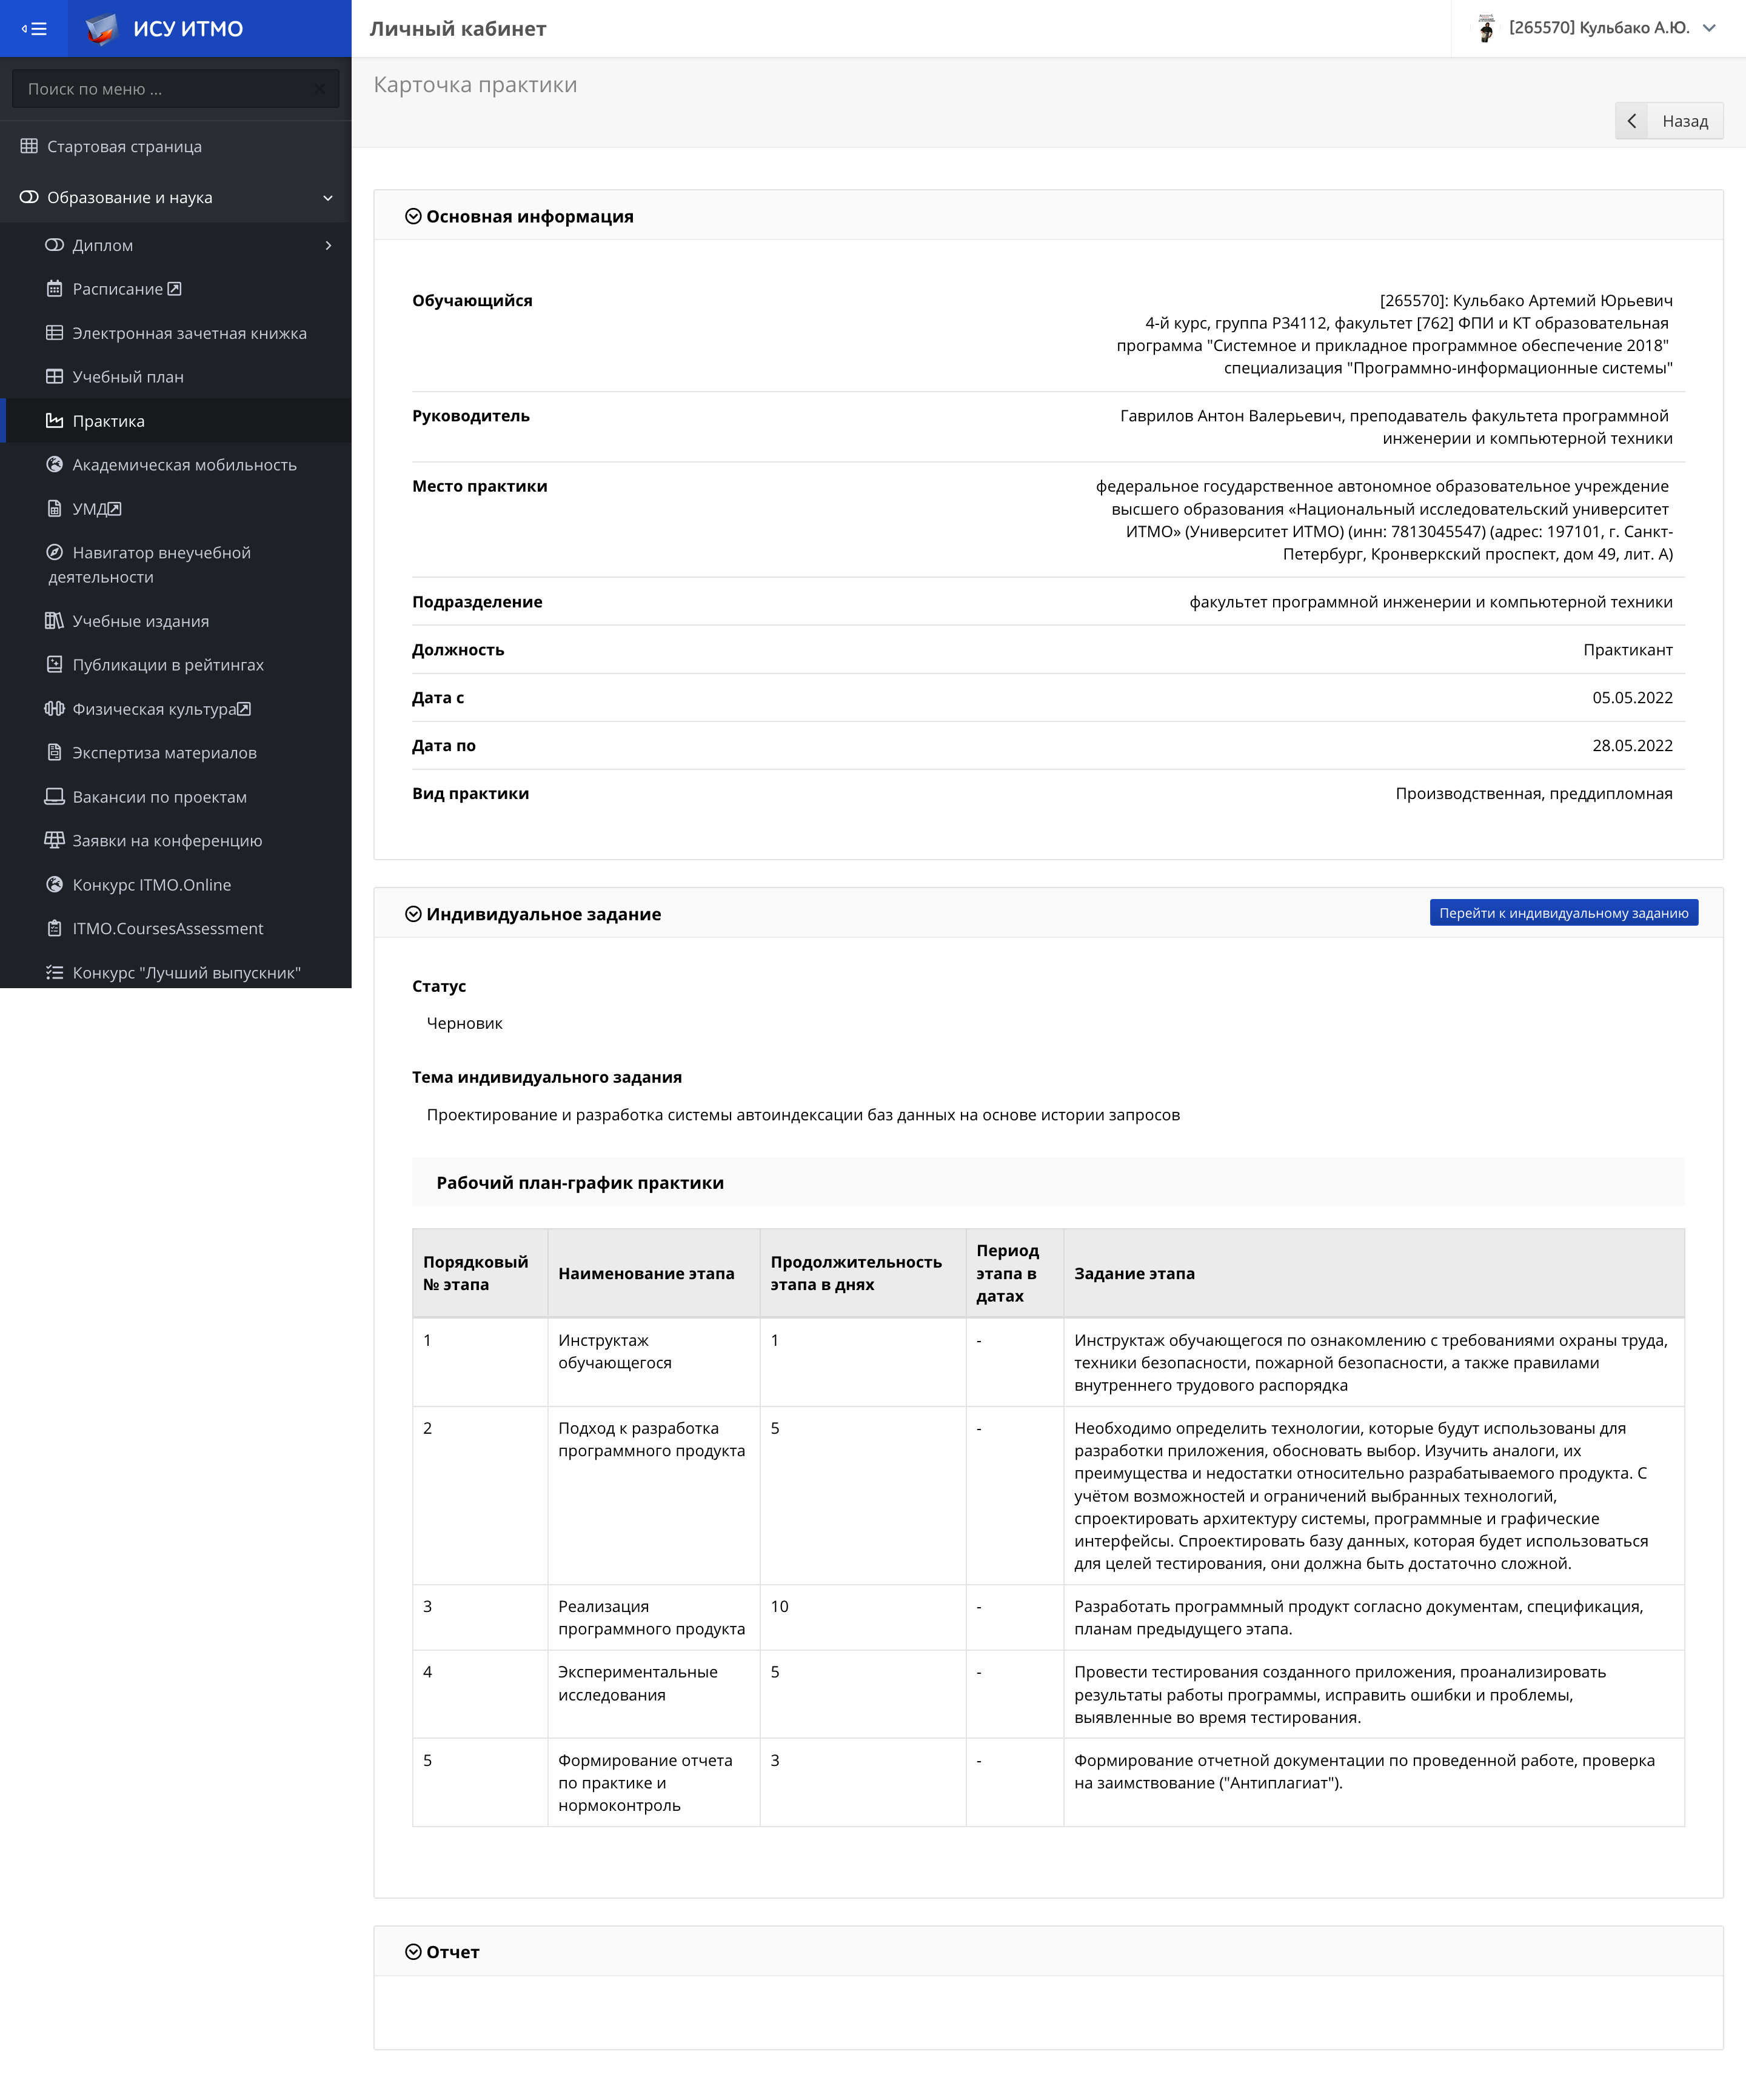 ИСУ ИТМО
Личный кабинет
[265570] Кульбако А.Ю.
Поиск по меню ...
Стартовая страница
Образование и наука
Диплом
Расписание
Электронная зачетная книжка
Учебный план
Практика
Академическая мобильность
УМД
Навигатор внеучебной
деятельности
Учебные издания
Публикации в рейтингах
Физическая культура
Экспертиза материалов
Вакансии по проектам
Заявки на конференцию
Конкурс ITMO.Online
ITMO.CoursesAssessment
Конкурс "Лучший выпускник"
Карточка практики
Назад
Основная информация
Обучающийся
[265570]: Кульбако Артемий Юрьевич
4-й курс, группа P34112, факультет [762] ФПИ и КТ образовательная
программа "Системное и прикладное программное обеспечение 2018"
специализация "Программно-информационные системы"
Руководитель
Гаврилов Антон Валерьевич, преподаватель факультета программной
инженерии и компьютерной техники
Место практики
федеральное государственное автономное образовательное учреждение
высшего образования «Национальный исследовательский университет
ИТМО» (Университет ИТМО) (инн: 7813045547) (адрес: 197101, г. Санкт-
Петербург, Кронверкский проспект, дом 49, лит. А)
Подразделение
факультет программной инженерии и компьютерной техники
Должность
Практикант
Дата с
05.05.2022
Дата по
28.05.2022
Вид практики
Производственная, преддипломная
Индивидуальное задание
Перейти к индивидуальному заданию
Статус
Черновик
Тема индивидуального задания
Проектирование и разработка системы автоиндексации баз данных на основе истории запросов
Рабочий план-график практики
Порядковый
№ этапа
Наименование этапа
Продолжительность
этапа в днях
Период
этапа в
датах
Задание этапа
1
Инструктаж
обучающегося
1
-
Инструктаж обучающегося по ознакомлению с требованиями охраны труда,
техники безопасности, пожарной безопасности, а также правилами
внутреннего трудового распорядка
2
Подход к разработка
программного продукта
5
-
Необходимо определить технологии, которые будут использованы для
разработки приложения, обосновать выбор. Изучить аналоги, их
преимущества и недостатки относительно разрабатываемого продукта. С
учётом возможностей и ограничений выбранных технологий,
спроектировать архитектуру системы, программные и графические
интерфейсы. Спроектировать базу данных, которая будет использоваться
для целей тестирования, они должна быть достаточно сложной.
3
Реализация
программного продукта
10
-
Разработать программный продукт согласно документам, спецификация,
планам предыдущего этапа.
4
Экспериментальные
исследования
5
-
Провести тестирования созданного приложения, проанализировать
результаты работы программы, исправить ошибки и проблемы,
выявленные во время тестирования.
5
Формирование отчета
по практике и
нормоконтроль
3
-
Формирование отчетной документации по проведенной работе, проверка
на заимствование ("Антиплагиат").
Отчет